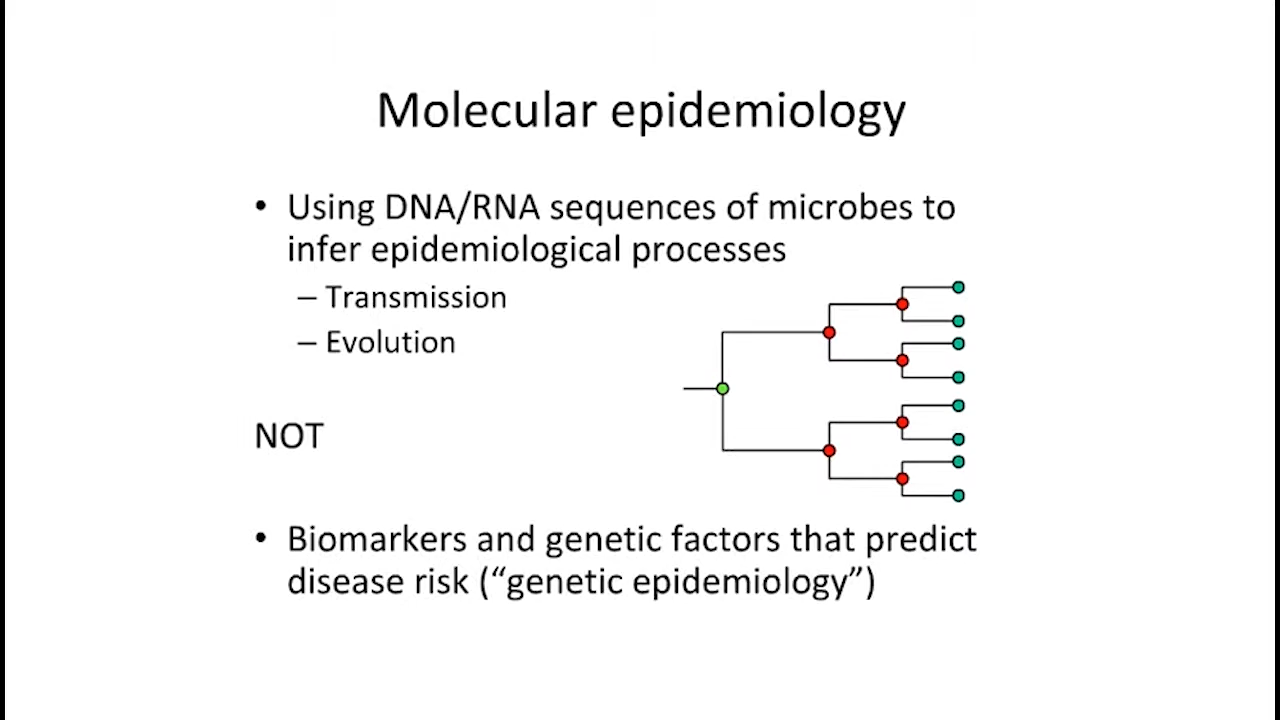 Molecular epidemiology
• Using DNA/RNA sequences of microbes to
infer epidemiological processes
– Transmission
– Evolution
NOT
• Biomarkers and genetic factors that predict
disease risk (“genetic epidemiology”)